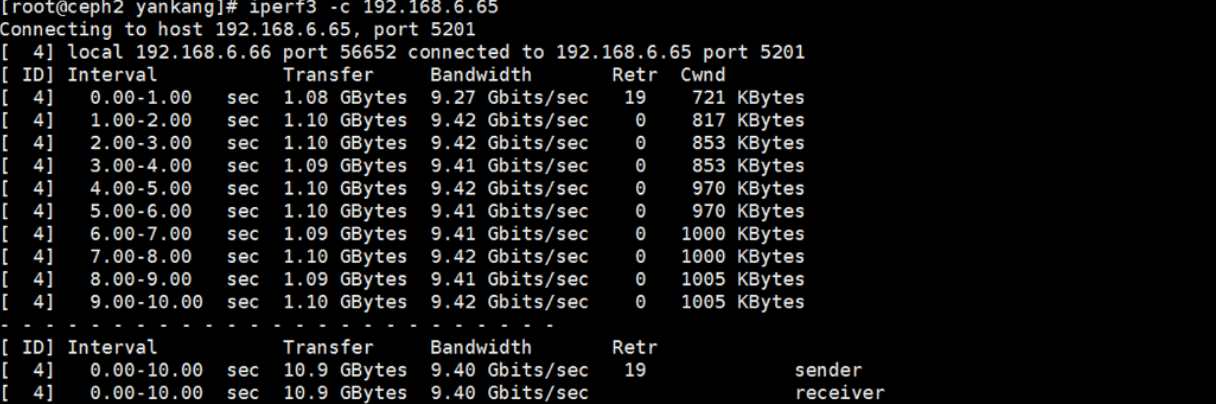 [root@ceph2 yankang]# iperf3 -c 192.168.6.65
Connecting to host 192.168.6.65, port 5201
[  4] local 192.168.6.66 port 56652 connected to 192.168.6.65 port 5201
[ ID] Interval           Transfer     Bandwidth       Retr  Cwnd
[  4]   0.00-1.00   sec  1.08 GBytes  9.27 Gbits/sec   19    721 KBytes
[  4]   1.00-2.00   sec  1.10 GBytes  9.42 Gbits/sec    0    817 KBytes
[  4]   2.00-3.00   sec  1.10 GBytes  9.42 Gbits/sec    0    853 KBytes
[  4]   3.00-4.00   sec  1.09 GBytes  9.41 Gbits/sec    0    853 KBytes
[  4]   4.00-5.00   sec  1.10 GBytes  9.42 Gbits/sec    0    970 KBytes
[  4]   5.00-6.00   sec  1.10 GBytes  9.41 Gbits/sec    0    970 KBytes
[  4]   6.00-7.00   sec  1.09 GBytes  9.41 Gbits/sec    0   1000 KBytes
[  4]   7.00-8.00   sec  1.10 GBytes  9.42 Gbits/sec    0   1000 KBytes
[  4]   8.00-9.00   sec  1.09 GBytes  9.41 Gbits/sec    0   1005 KBytes
[  4]   9.00-10.00  sec  1.10 GBytes  9.42 Gbits/sec    0   1005 KBytes
- - - - - - - - - - - - - - - - - - - - - - - - -
[ ID] Interval           Transfer     Bandwidth       Retr
[  4]   0.00-10.00  sec  10.9 GBytes  9.40 Gbits/sec   19             sender
[  4]   0.00-10.00  sec  10.9 GBytes  9.40 Gbits/sec                  receiver